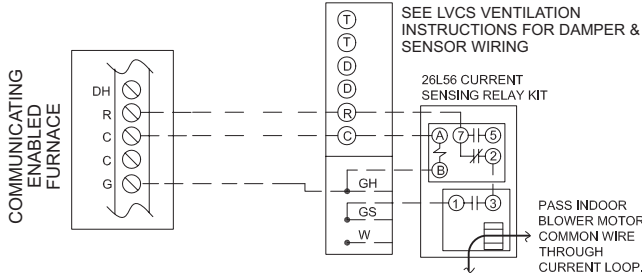 SEE LVCS VENTILATION
INSTRUCTIONS FOR DAMPER &
SENSOR WIRING
COMMUNICATING
ENABLED
FURNACE
DH
R
C
C
G
T
T
D
D
R
C
GH
GS
W
26L56 CURRENT
SENSING RELAY KIT
A 7 5
2
B
1 3
PASS INDOOR
BLOWER MOTOR
COMMON WIRE
THROUGH
CURRENT LOOP.